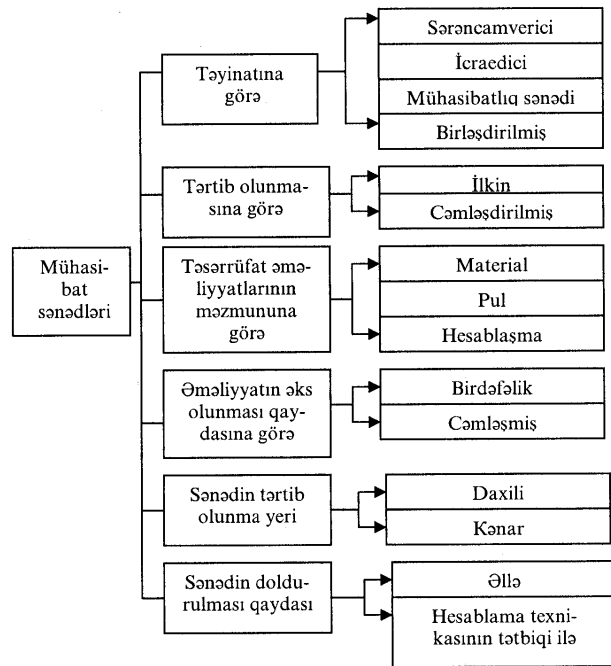 Mühasi-
bat
sənədləri
Təyinatına
görə
Sərəncamverici
İcraedici
Mühasibatlıq sənədi
Birləşdirilmiş
Tərtib olunma-
sına görə
İlkin
Cəmləşdirilmiş
Təsərrüfat əmə-
liyyatlarının
məzmununa
görə
Material
Pul
Hesablaşma
Əməliyyatın əks
olunması qay-
dasına görə
Birdəfəlik
Cəmləşmiş
Sənədin tərtib
olunma yeri
Daxili
Kənar
Sənədin doldu-
rulması qaydası
Əllə
Hesablama texni-
kasının tətbiqi ilə